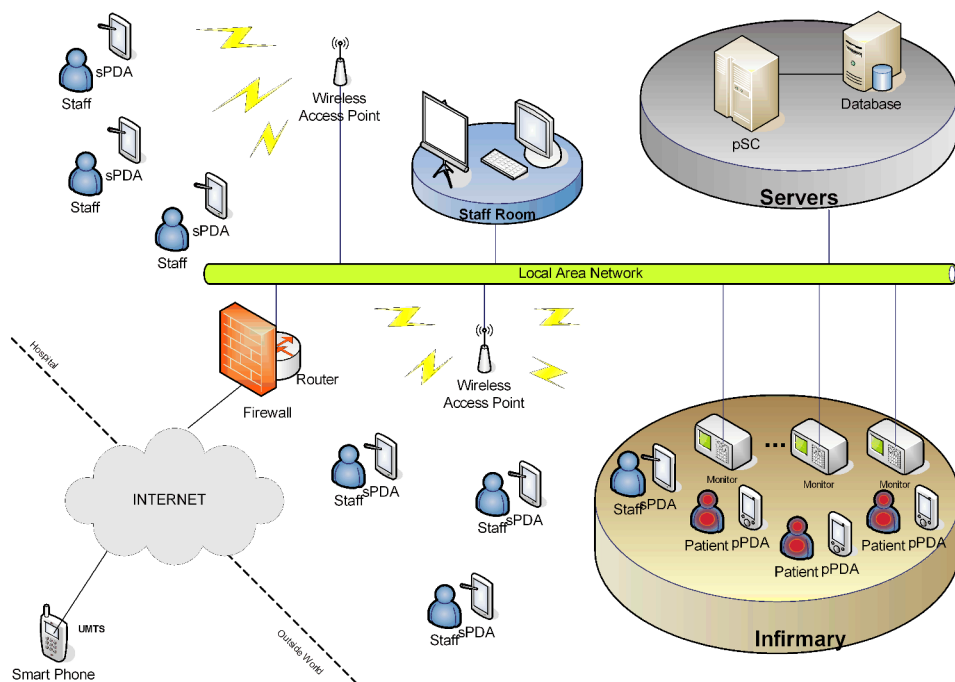 sPDA
Staff
sPDA
Staff
sPDA
Staff
Wireless
Access Point
Staff Room
pSC
Database
Servers
Local Area Network
Hospital
Router
Firewall
Wireless
Access Point
INTERNET
UMTS
Smart Phone
Outside World
sPDA
Staff
sPDA
Staff
sPDA
Staff
...
Monitor
Monitor
Monitor
sPDA
Staff
Patient pPDA
Patient pPDA
Patient pPDA
Infirmary